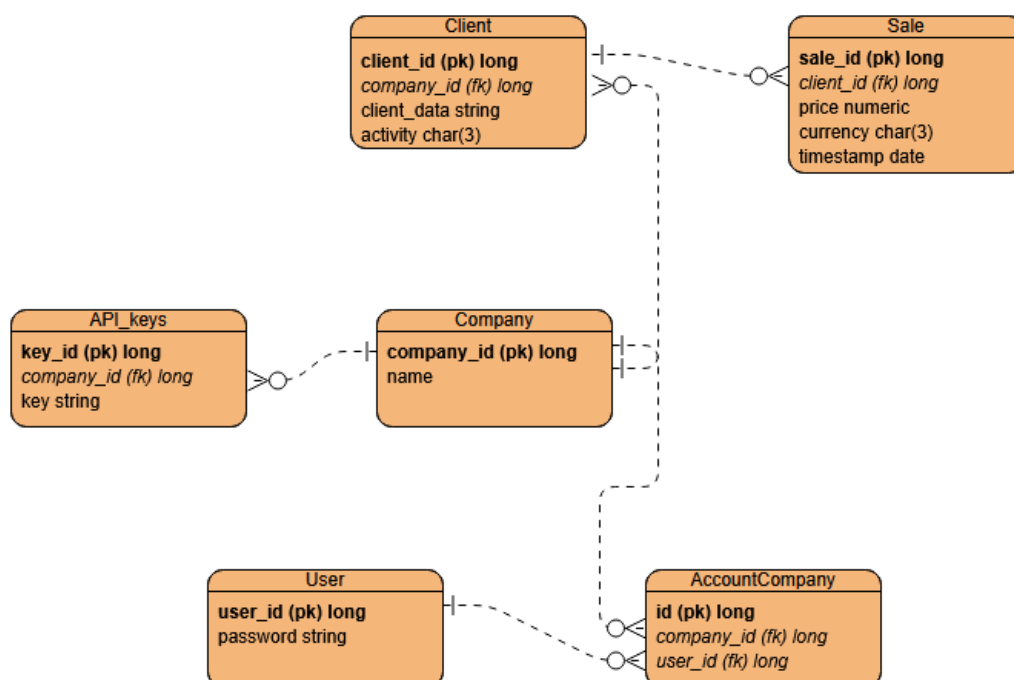 Client
client_id (pk) long
company_id (fk) long
client_data string
activity char(3)
Sale
sale_id (pk) long
client_id (fk) long
price numeric
currency char(3)
timestamp date
API_keys
key_id (pk) long
company_id (fk) long
key string
Company
company_id (pk) long
name
User
user_id (pk) long
password string
AccountCompany
id (pk) long
company_id (fk) long
user_id (fk) long